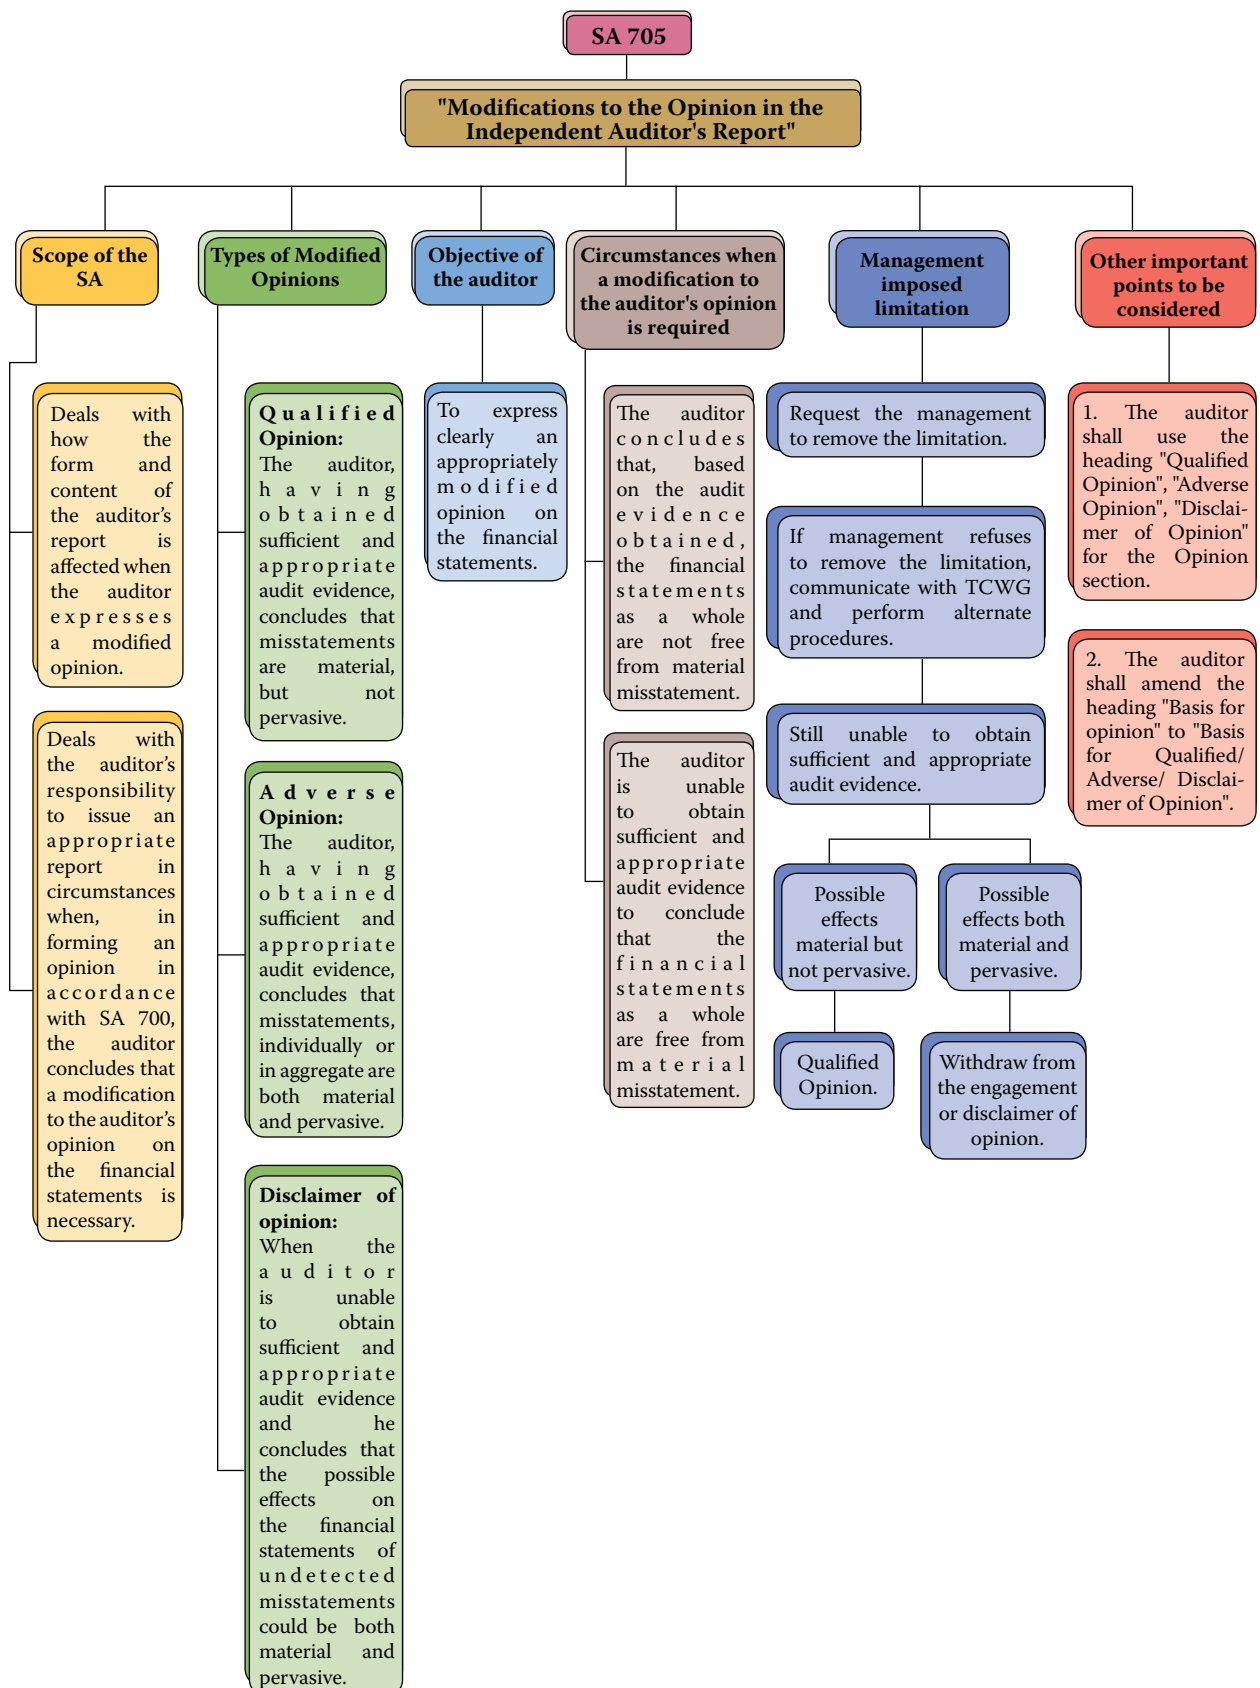 SA 705
"Modifications to the Opinion in the
Independent Auditor's Report"
Scope of the
SA
Deals with
how the
form and
content of
the auditor's
report is
affected when
the auditor
expresses
a modified
opinion.
Deals with
the auditor's
responsibility
to issue an
appropriate
report in
circumstances
when, in
forming an
opinion in
accordance
with SA 700,
the auditor
concludes that
a modification
to the auditor's
opinion on
the financial
statements is
necessary.
Types of Modified
Opinions
Qualified
Opinion:
The auditor,
having
obtained
sufficient and
appropriate
audit evidence,
concludes that
misstatements
are material,
but not
pervasive.
Adverse
Opinion:
The auditor,
having
obtained
sufficient and
appropriate
audit evidence,
concludes that
misstatements,
individually or
in aggregate are
both material
and pervasive.
Disclaimer of
opinion:
When the
auditor
is unable
to obtain
sufficient and
appropriate
audit evidence
and he
concludes that
the possible
effects on
the financial
statements of
undetected
misstatements
could be both
material and
pervasive.
Objective of
the auditor
To express
clearly an
appropriately
modified
opinion on
the financial
statements.
Circumstances when
a modification to
the auditor's opinion
is required
The auditor
concludes
that, based
on the audit
evidence
obtained,
the financial
statements
as a whole
are not free
from material
misstatement.
The auditor
is unable
to obtain
sufficient and
appropriate
audit evidence
to conclude
that the
financial
statements
as a whole
are free from
material
misstatement.
Management
imposed
limitation
Request the management
to remove the limitation.
If management refuses
to remove the limitation,
communicate with TCWG
and perform alternate
procedures.
Still unable to obtain
sufficient and appropriate
audit evidence.
Possible
effects
material but
not pervasive.
Qualified
Opinion.
Possible
effects both
material and
pervasive.
Withdraw from
the engagement
or disclaimer of
opinion.
Other important
points to be
considered
1. The auditor
shall use the
heading "Qualified
Opinion", "Adverse
Opinion", "Disclai-
mer of Opinion"
for the Opinion
section.
2. The auditor
shall amend the
heading "Basis for
opinion" to "Basis
for Qualified/
Adverse/ Disclai-
mer of Opinion".